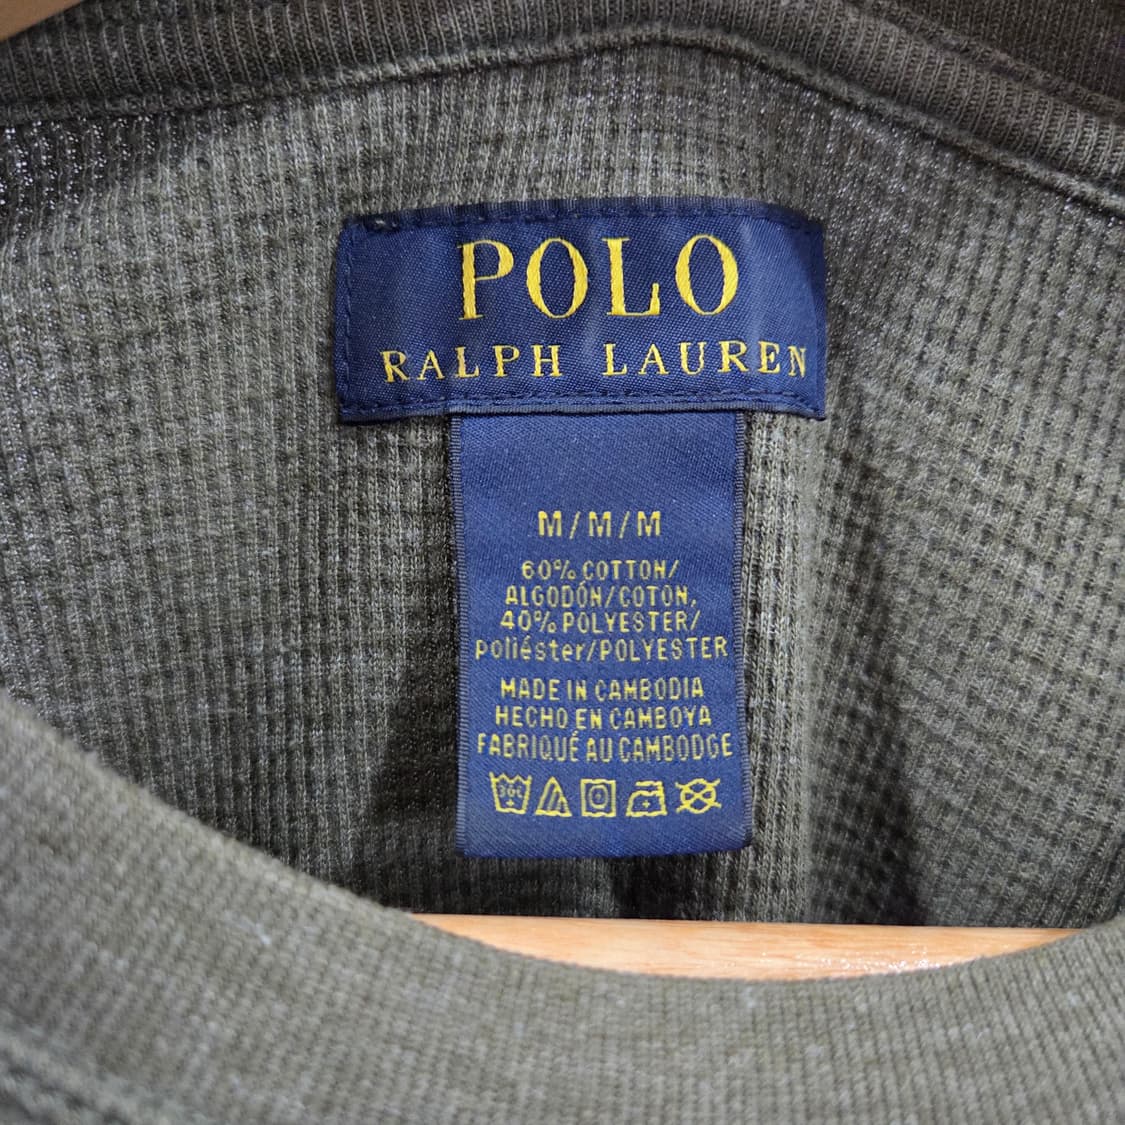 POLO
RALPH LAUREN
M/M/M
60% COTTON/
ALGODÓN/COTON,
40% POLYESTER/
poliéster/POLYESTER
MADE IN CAMBODIA
HECHO EN CAMBOYA
FABRIQUÉ AU CAMBODGE
30C